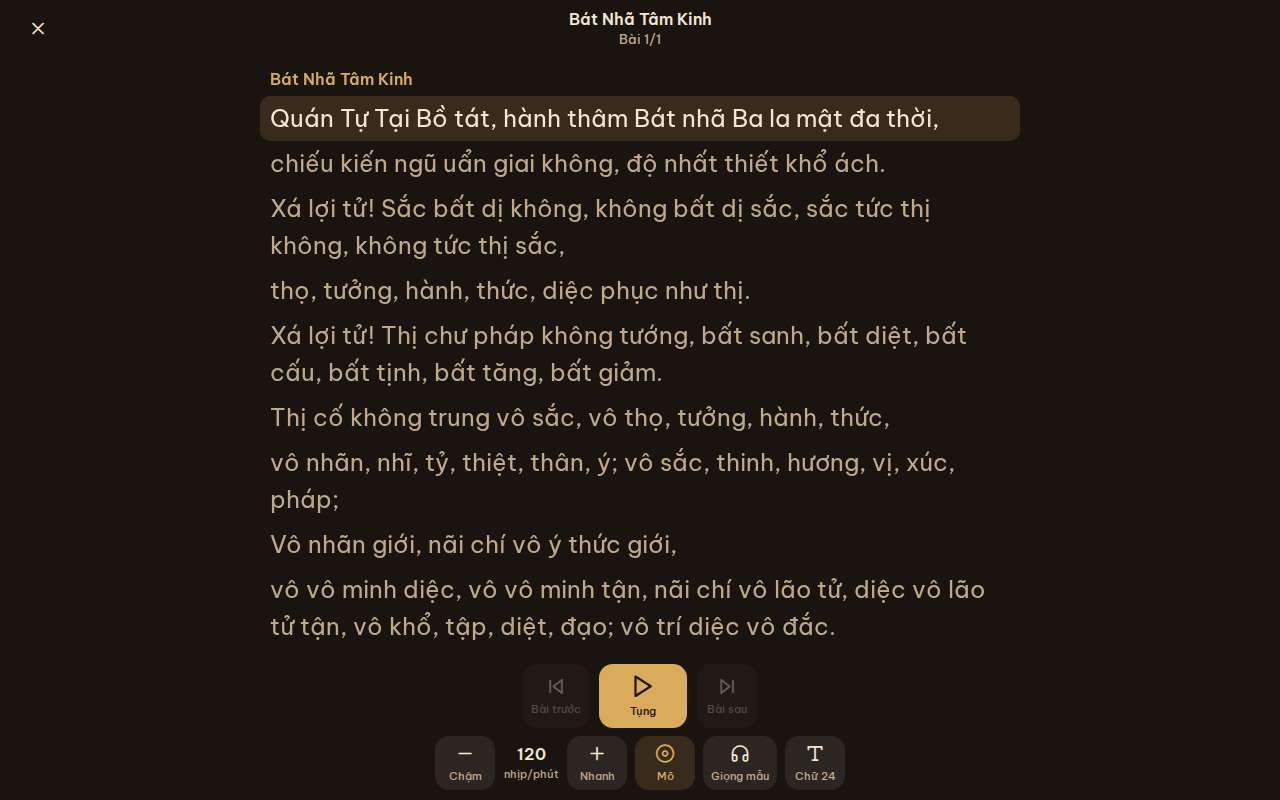 Bát Nhã Tâm Kinh
Bài 1/1
Bát Nhã Tâm Kinh
Quán Tự Tại Bồ tát, hành thâm Bát nhã Ba la mật đa thời,
chiếu kiến ngũ uẩn giai không, độ nhất thiết khổ ách.
Xá lợi tử! Sắc bất dị không, không bất dị sắc, sắc tức thị
không, không tức thị sắc,
thọ, tưởng, hành, thức, diệc phục như thị.
Xá lợi tử! Thị chư pháp không tướng, bất sanh, bất diệt, bất
cấu, bất tịnh, bất tăng, bất giảm.
Thị cố không trung vô sắc, vô thọ, tưởng, hành, thức,
vô nhãn, nhĩ, tỷ, thiệt, thân, ý; vô sắc, thinh, hương, vị, xúc,
pháp;
Vô nhãn giới, nãi chí vô ý thức giới,
vô vô minh diệc, vô vô minh tận, nãi chí vô lão tử, diệc vô lão
tử tận, vô khổ, tập, diệt, đạo; vô trí diệc vô đắc.
Bài trước
Tụng
Bài sau
Chậm
120
nhịp/phút
Nhanh
Mõ
Giọng mẫu
Chữ 24